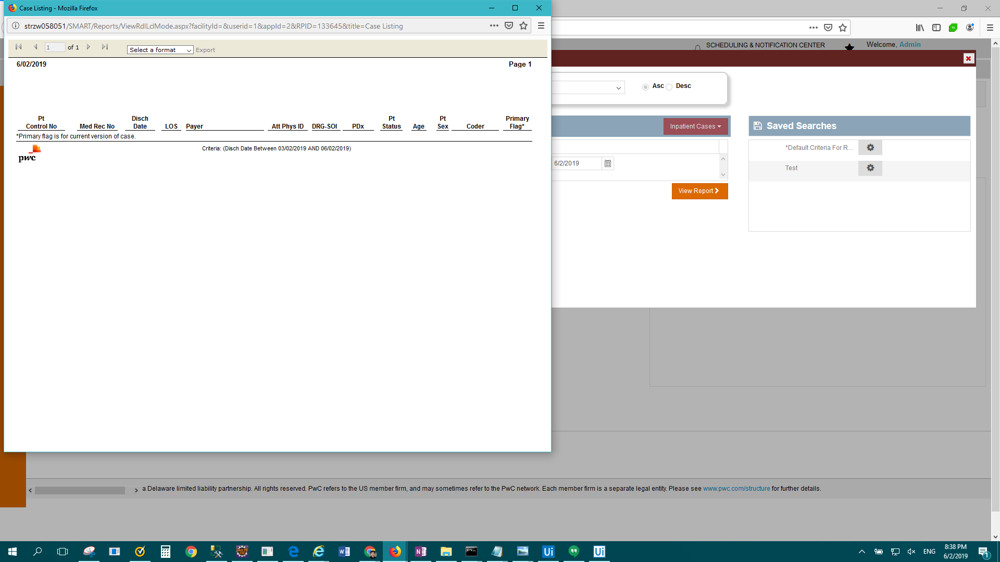 Case Listing - Mozilla Firefox
strzw058051/SMART/Reports/ViewRdlLclMode.aspx?facilityId=&userid=1&appId=2&RPID=133645&title=Case Listing
1 of 1 Select a format Export
6/02/2019 Page 1
Pt Control No Med Rec No Disch Date LOS Payer Att Phys ID DRG-SOI PDx Pt Status Age Pt Sex Coder Primary Flag*
*Primary flag is for current version of case.
pwc
Criteria: (Disch Date Between 03/02/2019 AND 06/02/2019)
SCHEDULING & NOTIFICATION CENTER
Welcome, Admin
Asc Desc
Inpatient Cases
6/2/2019
View Report
Saved Searches
*Default Criteria For R...
Test
a Delaware limited liability partnership. All rights reserved. PwC refers to the US member firm, and may sometimes refer to the PwC network. Each member firm is a separate legal entity. Please see www.pwc.com/structure for further details.
ENG
8:38 PM
6/2/2019
1